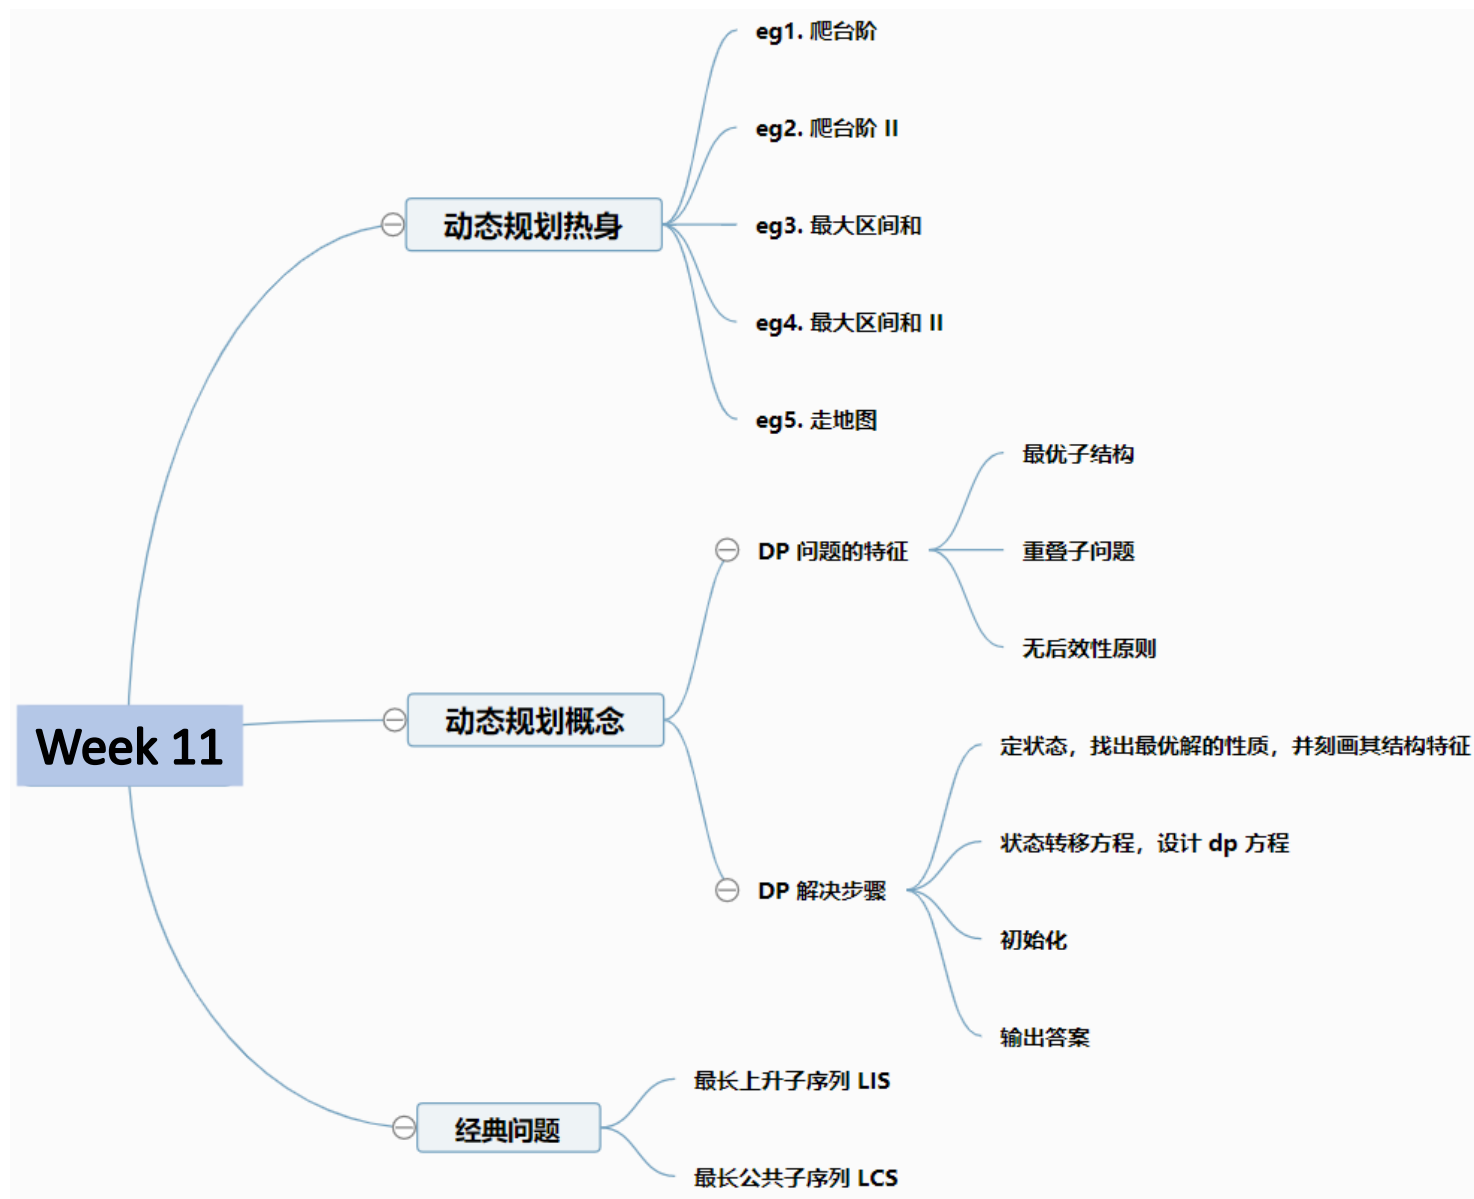 Week 11
动态规划热身
eg1. 爬台阶
eg2. 爬台阶 II
eg3. 最大区间和
eg4. 最大区间和 II
eg5. 走地图
动态规划概念
DP 问题的特征
最优子结构
重叠子问题
无后效性原则
DP 解决步骤
定状态，找出最优解的性质，并刻画其结构特征
状态转移方程，设计 dp 方程
初始化
输出答案
经典问题
最长上升子序列 LIS
最长公共子序列 LCS